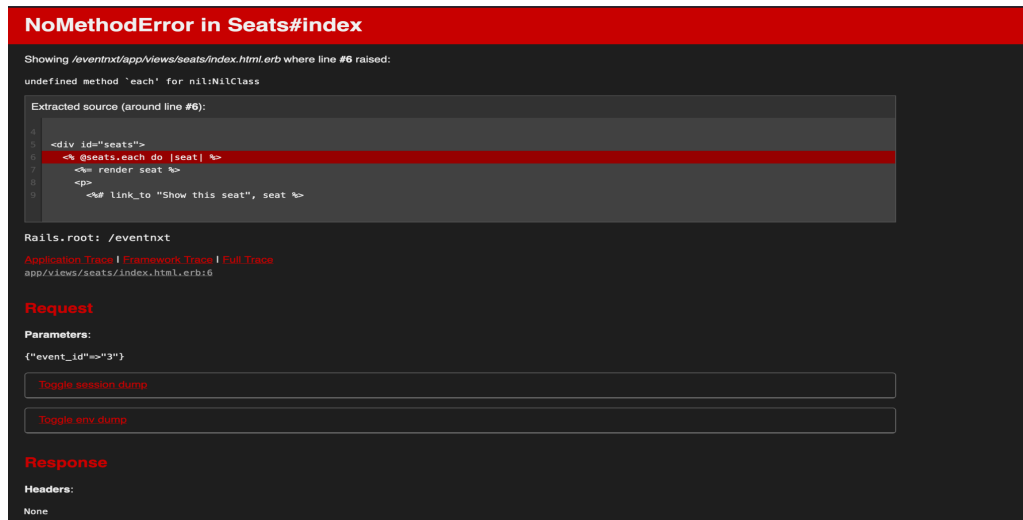 NoMethodError in Seats#index
Showing /eventnxt/app/views/seats/index.html.erb where line #6 raised:
undefined method `each' for nil:NilClass
Extracted source (around line #6):
4
5 <div id="seats">
6 <% @seats.each do |seat| %>
7 <%= render seat %>
8 <p>
9 <%# link_to "Show this seat", seat %>
Rails.root: /eventnxt
Application Trace | Framework Trace | Full Trace
app/views/seats/index.html.erb:6
Request
Parameters:
{"event_id"=>"3"}
Toggle session dump
Toggle env dump
Response
Headers:
None